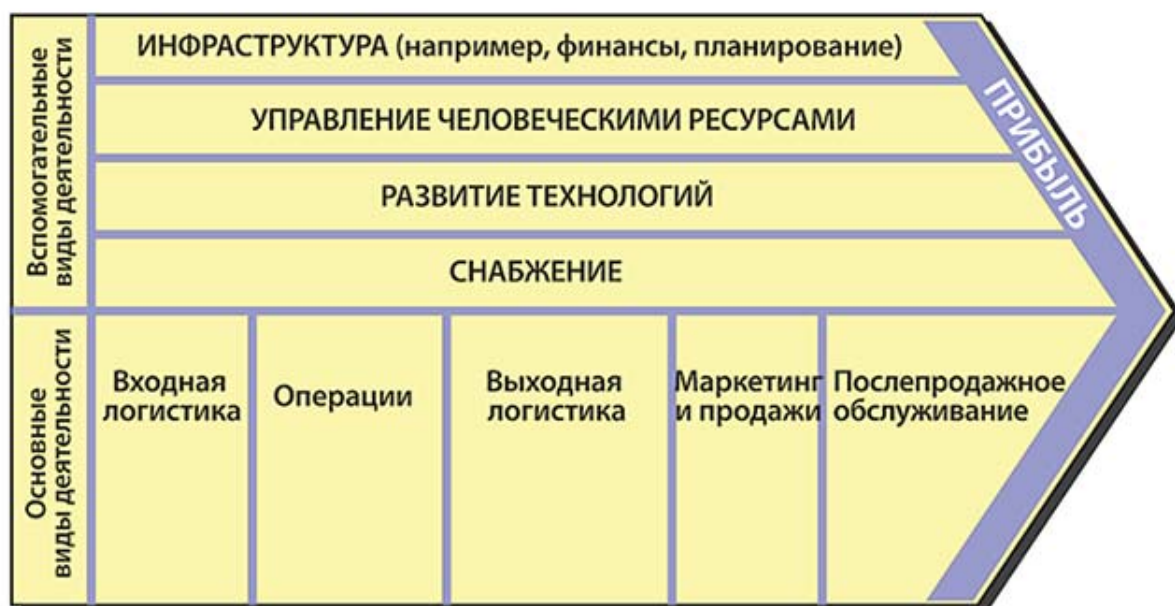 Вспомогательные
виды деятельности
ИНФРАСТРУКТУРА (например, финансы, планирование)
УПРАВЛЕНИЕ ЧЕЛОВЕЧЕСКИМИ РЕСУРСАМИ
РАЗВИТИЕ ТЕХНОЛОГИЙ
СНАБЖЕНИЕ
ПРИБЫЛЬ
Основные
виды деятельности
Входная
логистика
Операции
Выходная
логистика
Маркетинг
и продажи
Послепродажное
обслуживание